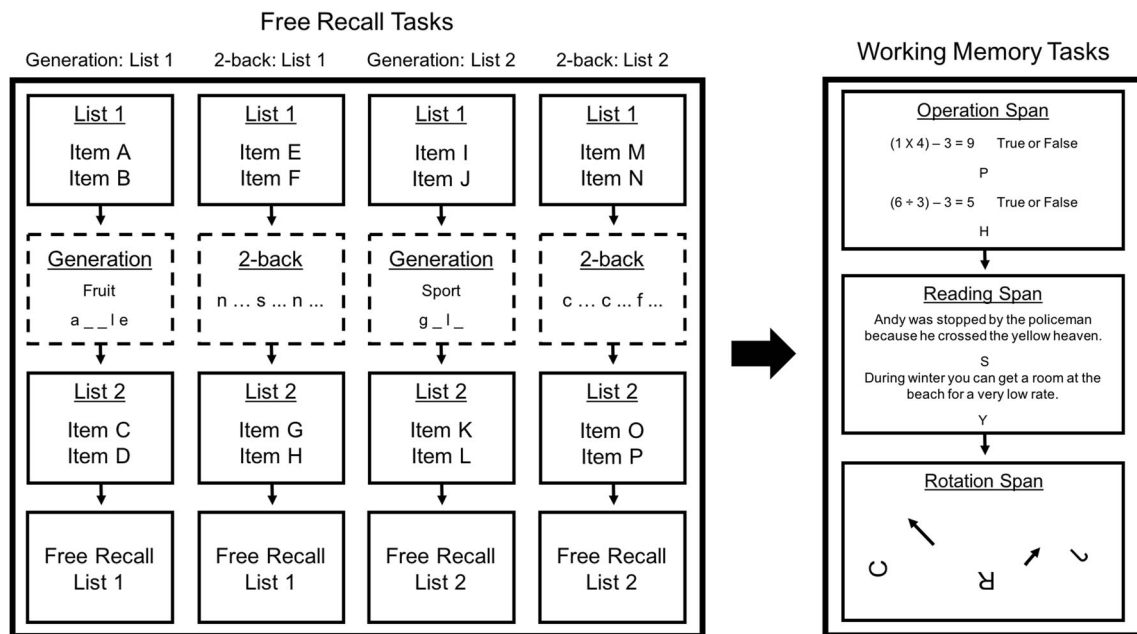 Free Recall Tasks
Generation: List 1
2-back: List 1
Generation: List 2
2-back: List 2
List 1
Item A
Item B
List 1
Item E
Item F
List 1
Item I
Item J
List 1
Item M
Item N
Generation
Fruit
a _ _ l e
2-back
n ... s ... n ...
Generation
Sport
g _ l _
2-back
c ... c ... f ...
List 2
Item C
Item D
List 2
Item G
Item H
List 2
Item K
Item L
List 2
Item O
Item P
Free Recall
List 1
Free Recall
List 1
Free Recall
List 2
Free Recall
List 2
Working Memory Tasks
Operation Span
(1 X 4) – 3 = 9 True or False
P
(6 ÷ 3) – 3 = 5 True or False
H
Reading Span
Andy was stopped by the policeman
because he crossed the yellow heaven.
S
During winter you can get a room at the
beach for a very low rate.
Y
Rotation Span
C
R
J